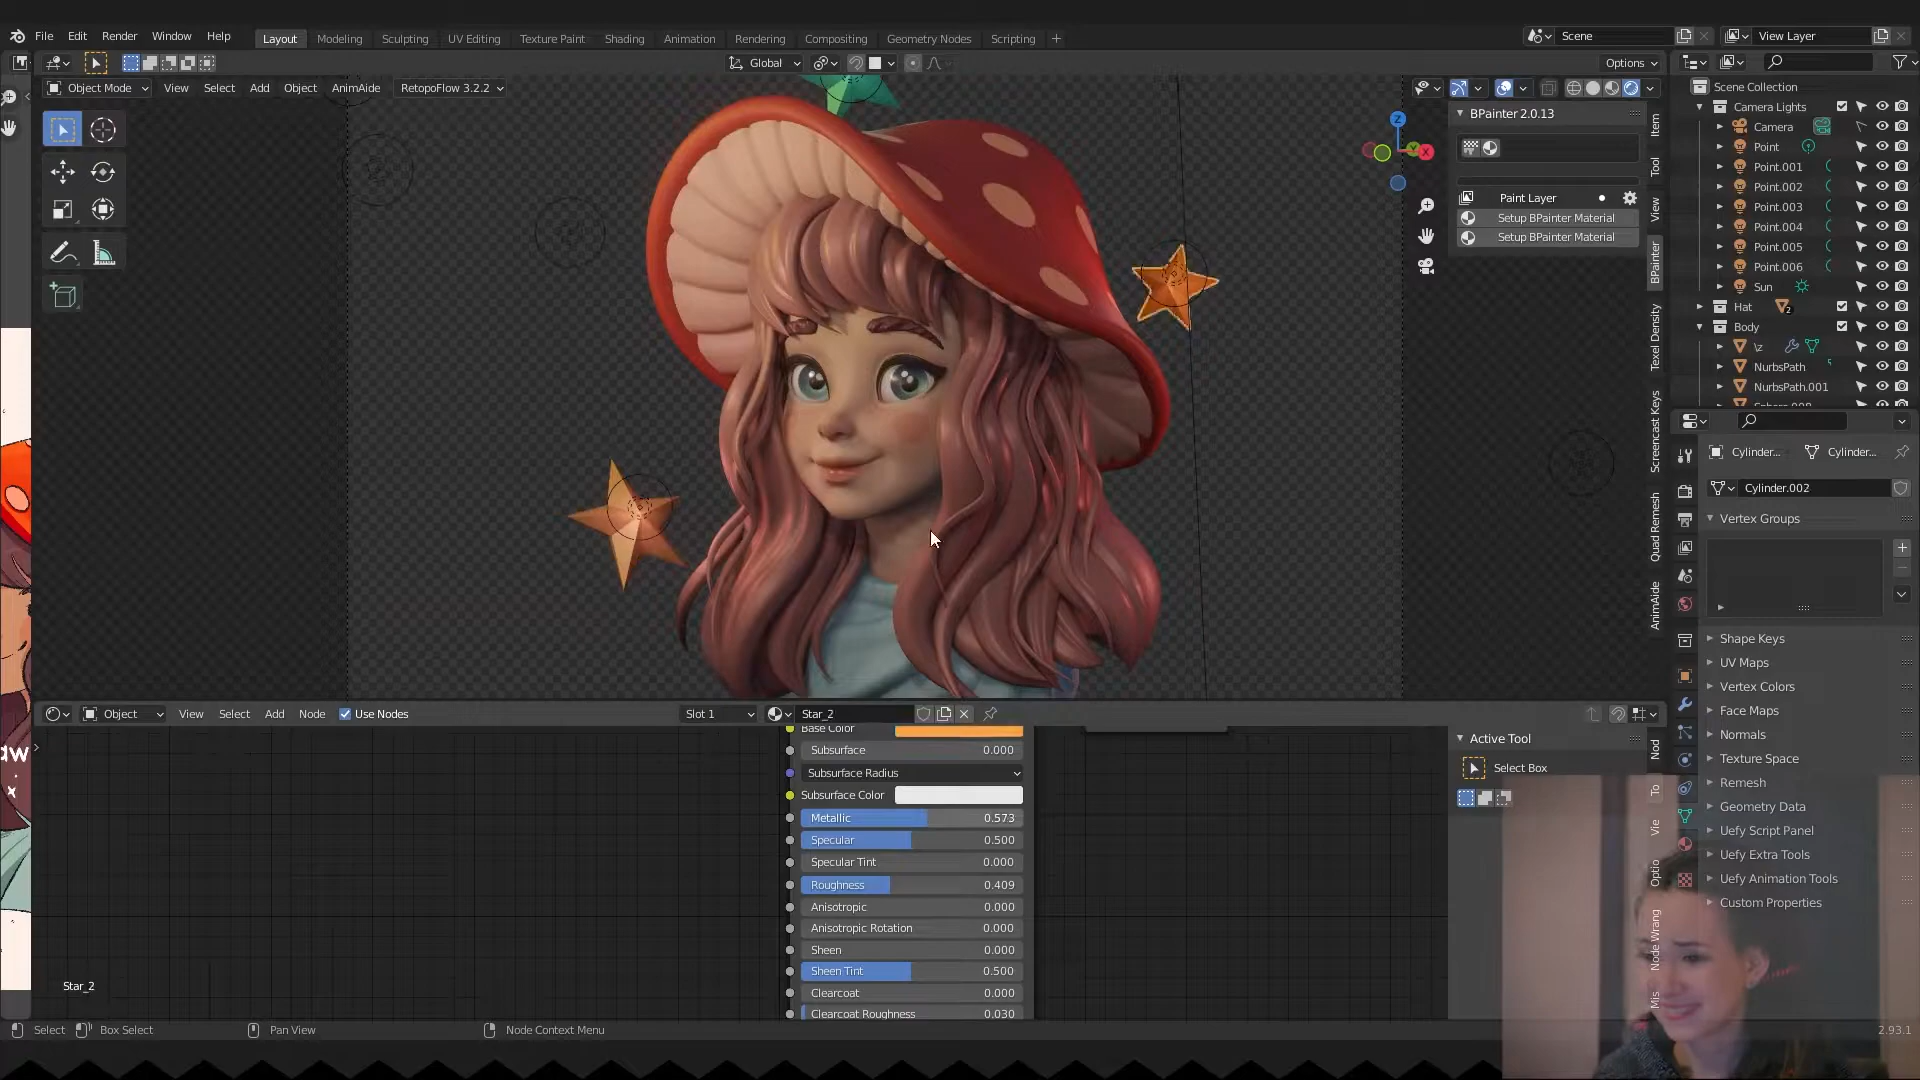 File Edit Render Window Help
Layout Modeling Sculpting UV Editing Texture Paint Shading Animation Rendering Compositing Geometry Nodes Scripting +
Scene
View Layer
Global
Options
Object Mode View Select Add Object AnimAide RetopoFlow 3.2.2
Z
X
BPainter 2.0.13
Paint Layer
Setup BPainter Material
Setup BPainter Material
Item
Tool
View
BPainter
Texel Density
Screencast Keys
Quad Remesh
AnimAide
Scene Collection
Camera Lights
Camera
Point
Point.001
Point.002
Point.003
Point.004
Point.005
Point.006
Sun
Hat
2
Body
\z
NurbsPath
NurbsPath.001
Cylinder... Cylinder...
Cylinder.002
Vertex Groups
Shape Keys
UV Maps
Vertex Colors
Face Maps
Normals
Texture Space
Remesh
Geometry Data
Uefy Script Panel
Uefy Extra Tools
Uefy Animation Tools
Custom Properties
Object View Select Add Node Use Nodes Slot 1 Star_2
Base Color
Subsurface 0.000
Subsurface Radius
Subsurface Color
Metallic 0.573
Specular 0.500
Specular Tint 0.000
Roughness 0.409
Anisotropic 0.000
Anisotropic Rotation 0.000
Sheen 0.000
Sheen Tint 0.500
Clearcoat 0.000
Clearcoat Roughness 0.030
Active Tool
Select Box
Nod
To
Vie
Optio
Node Wrang
Mis
aw
x
Star_2
Select Box Select Pan View Node Context Menu
2.93.1